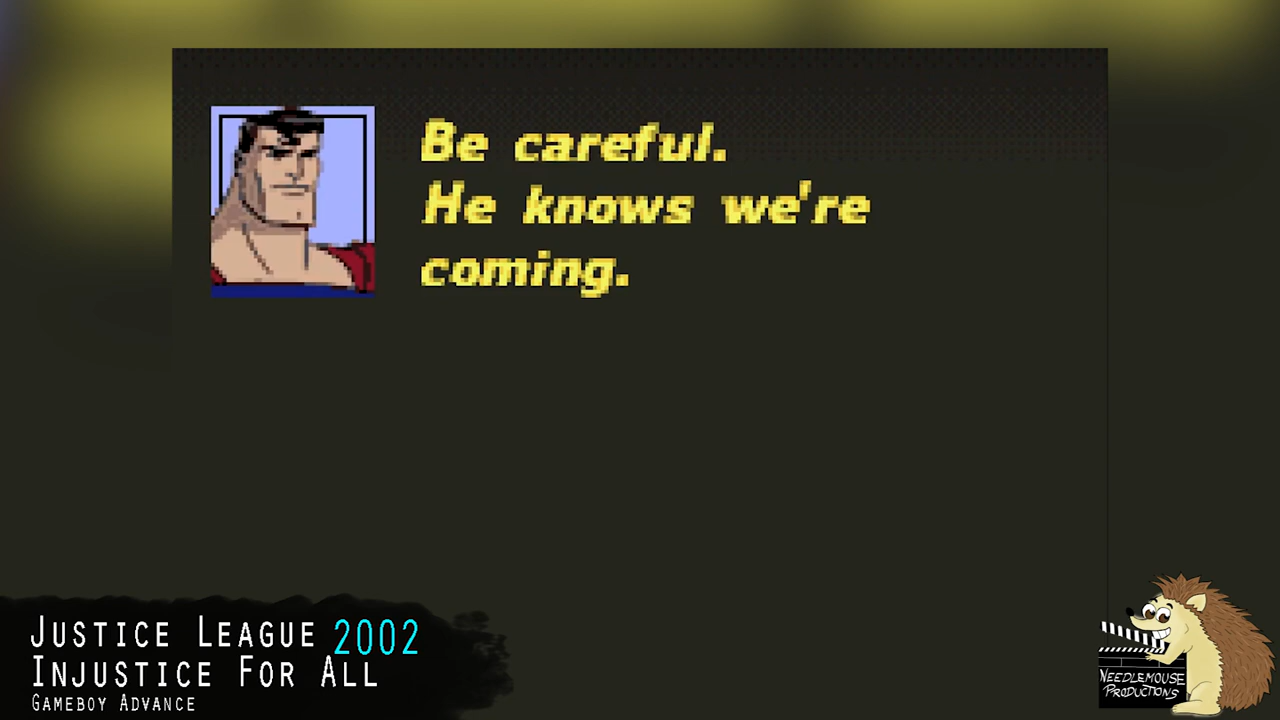 Be careful.
He knows we're
coming.
JUSTICE LEAGUE 2002
INJUSTICE FOR ALL
GAMEBOY ADVANCE
NEEDLEMOUSE
PRODUCTIONS